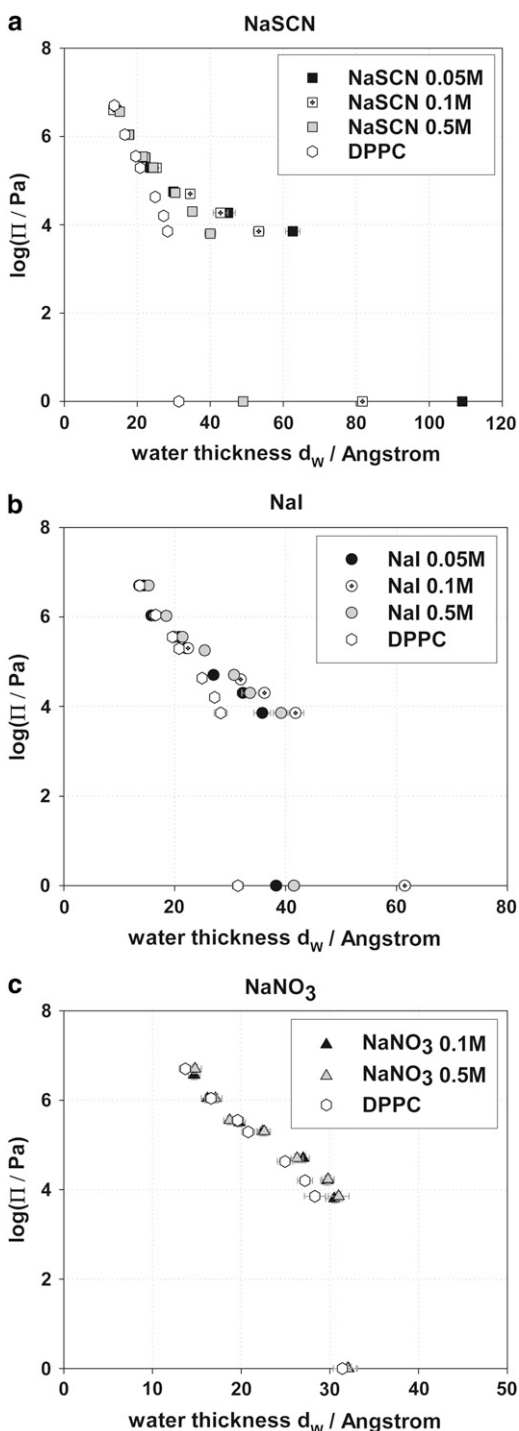 a
NaSCN
NaSCN 0.05M
NaSCN 0.1M
NaSCN 0.5M
DPPC
log(Π / Pa)
8
6
4
2
0
0 20 40 60 80 100 120
water thickness dw / Angstrom
b
NaI
NaI 0.05M
NaI 0.1M
NaI 0.5M
DPPC
log(Π / Pa)
8
6
4
2
0
0 20 40 60 80
water thickness dw / Angstrom
c
NaNO3
NaNO3 0.1M
NaNO3 0.5M
DPPC
log(Π / Pa)
8
6
4
2
0
0 10 20 30 40 50
water thickness dw / Angstrom